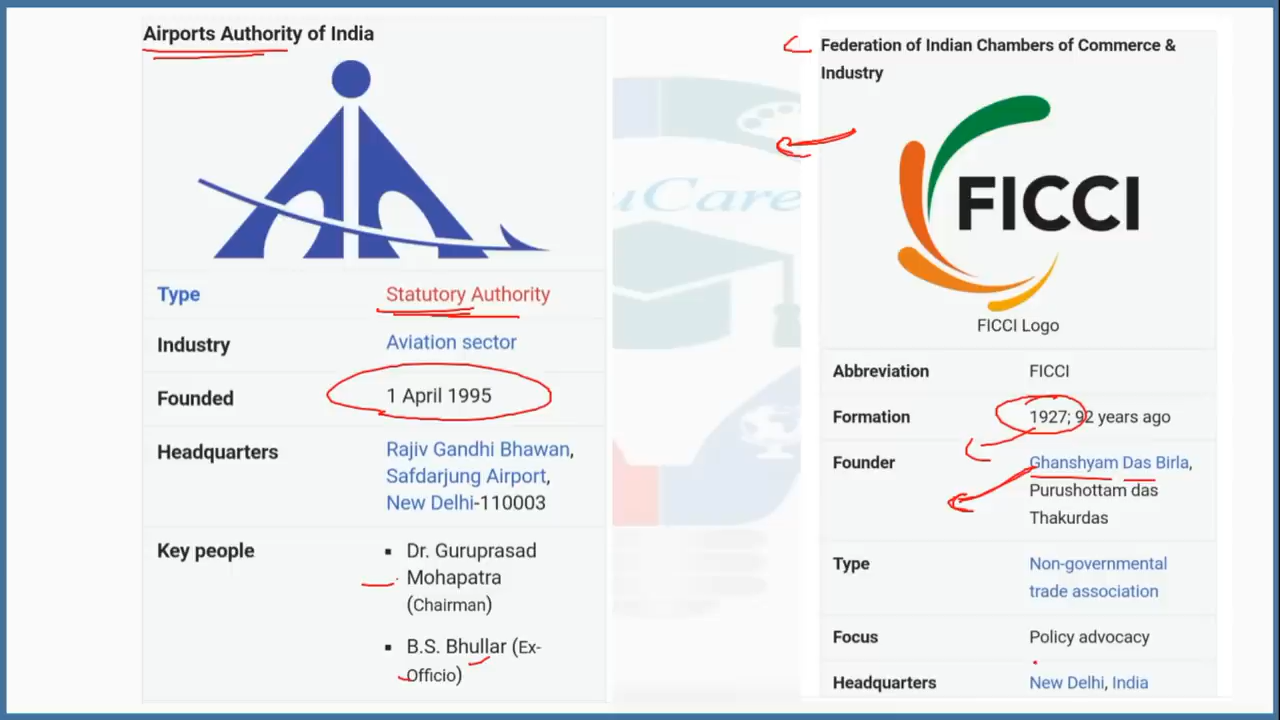 Airports Authority of India
Type Statutory Authority
Industry Aviation sector
Founded 1 April 1995
Headquarters Rajiv Gandhi Bhawan,
Safdarjung Airport,
New Delhi-110003
Key people ▪ Dr. Guruprasad
Mohapatra
(Chairman)
▪ B.S. Bhullar (Ex-
Officio)
uCare
Federation of Indian Chambers of Commerce &
Industry
FICCI
FICCI Logo
Abbreviation FICCI
Formation 1927; 92 years ago
Founder Ghanshyam Das Birla,
Purushottam das
Thakurdas
Type Non-governmental
trade association
Focus Policy advocacy
Headquarters New Delhi, India